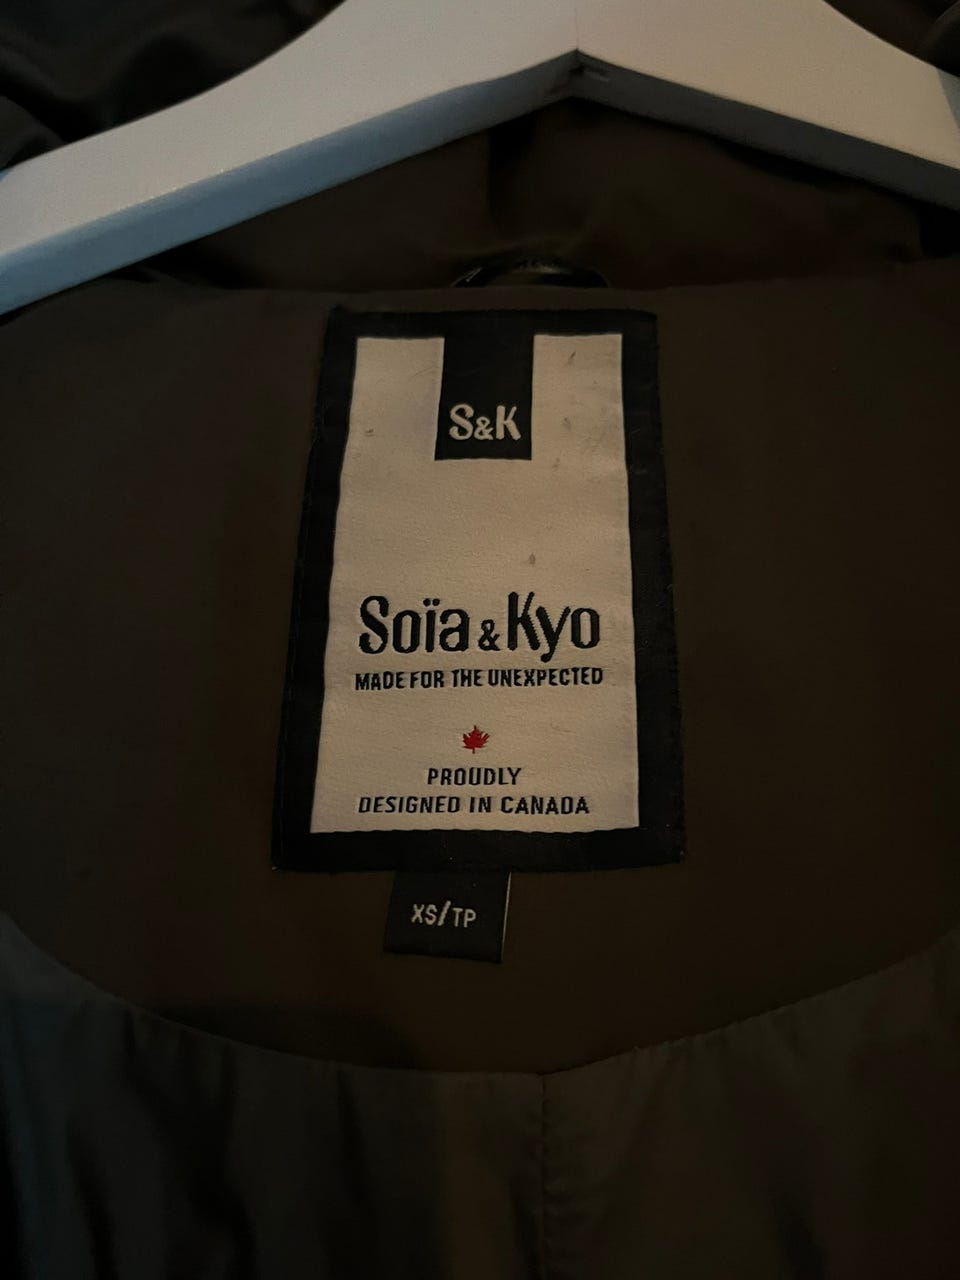 S&K
Soïa & Kyo
MADE FOR THE UNEXPECTED
PROUDLY
DESIGNED IN CANADA
XS/TP